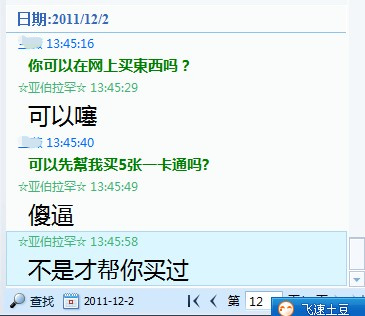 日期:2011/12/2
13:45:16
你可以在网上买東西吗？
☆亚伯拉罕☆ 13:45:29
可以噻
13:45:40
可以先幫我买5张一卡通吗?
☆亚伯拉罕☆ 13:45:49
傻逼
☆亚伯拉罕☆ 13:45:58
不是才帮你买过
查找 2011-12-2 第 12
飞速土豆